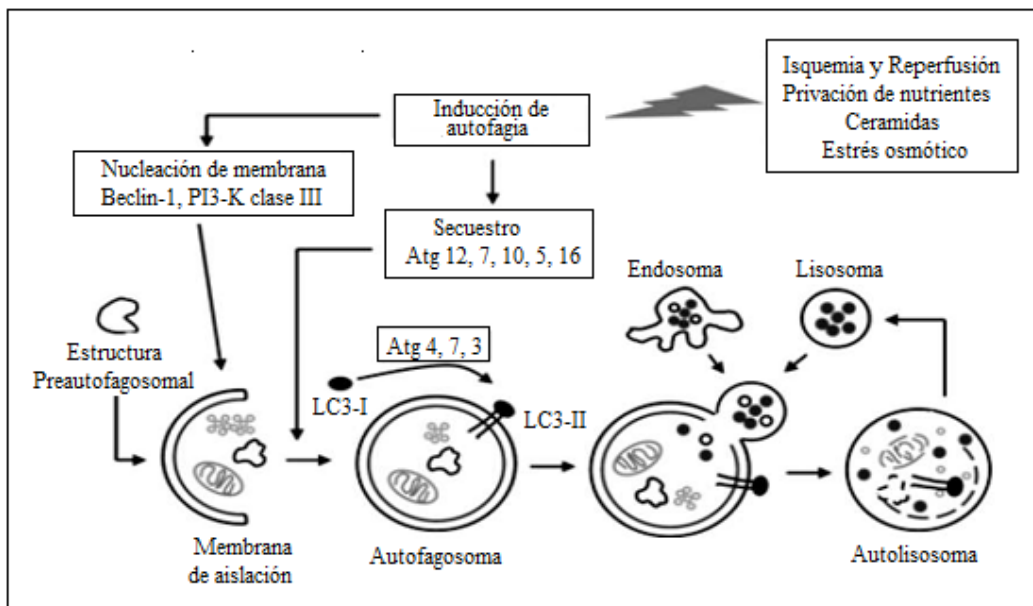 Isquemia y Reperfusión
Privación de nutrientes
Ceramidas
Estrés osmótico
Inducción de
autofagia
Nucleación de membrana
Beclin-1, PI3-K clase III
Secuestro
Atg 12, 7, 10, 5, 16
Endosoma
Lisosoma
Estructura
Preautofagosomal
Atg 4, 7, 3
LC3-I
LC3-II
Membrana
de aislación
Autofagosoma
Autolisosoma